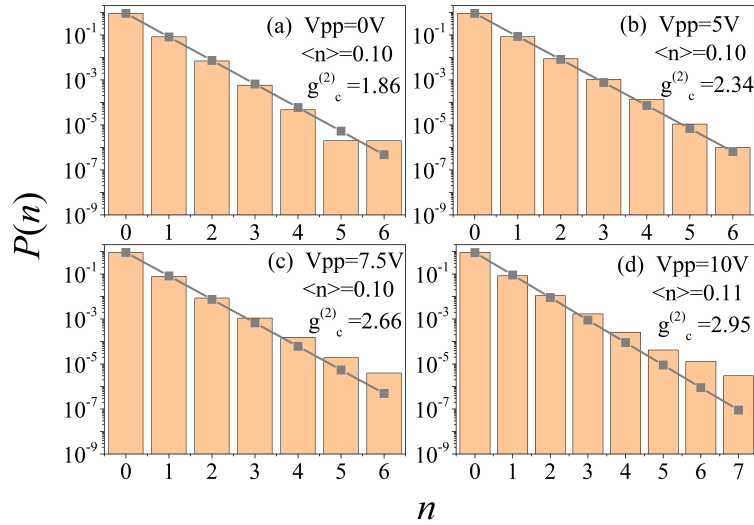 (a) Vpp=0V
<n>=0.10
g⁽²⁾c =1.86
10⁻¹
10⁻³
10⁻⁵
10⁻⁷
10⁻⁹
0 1 2 3 4 5 6
(b) Vpp=5V
<n>=0.10
g⁽²⁾c =2.34
10⁻¹
10⁻³
10⁻⁵
10⁻⁷
10⁻⁹
0 1 2 3 4 5 6
P(n)
(c) Vpp=7.5V
<n>=0.10
g⁽²⁾c =2.66
10⁻¹
10⁻³
10⁻⁵
10⁻⁷
10⁻⁹
0 1 2 3 4 5 6
(d) Vpp=10V
<n>=0.11
g⁽²⁾c =2.95
10⁻¹
10⁻³
10⁻⁵
10⁻⁷
10⁻⁹
0 1 2 3 4 5 6 7
n